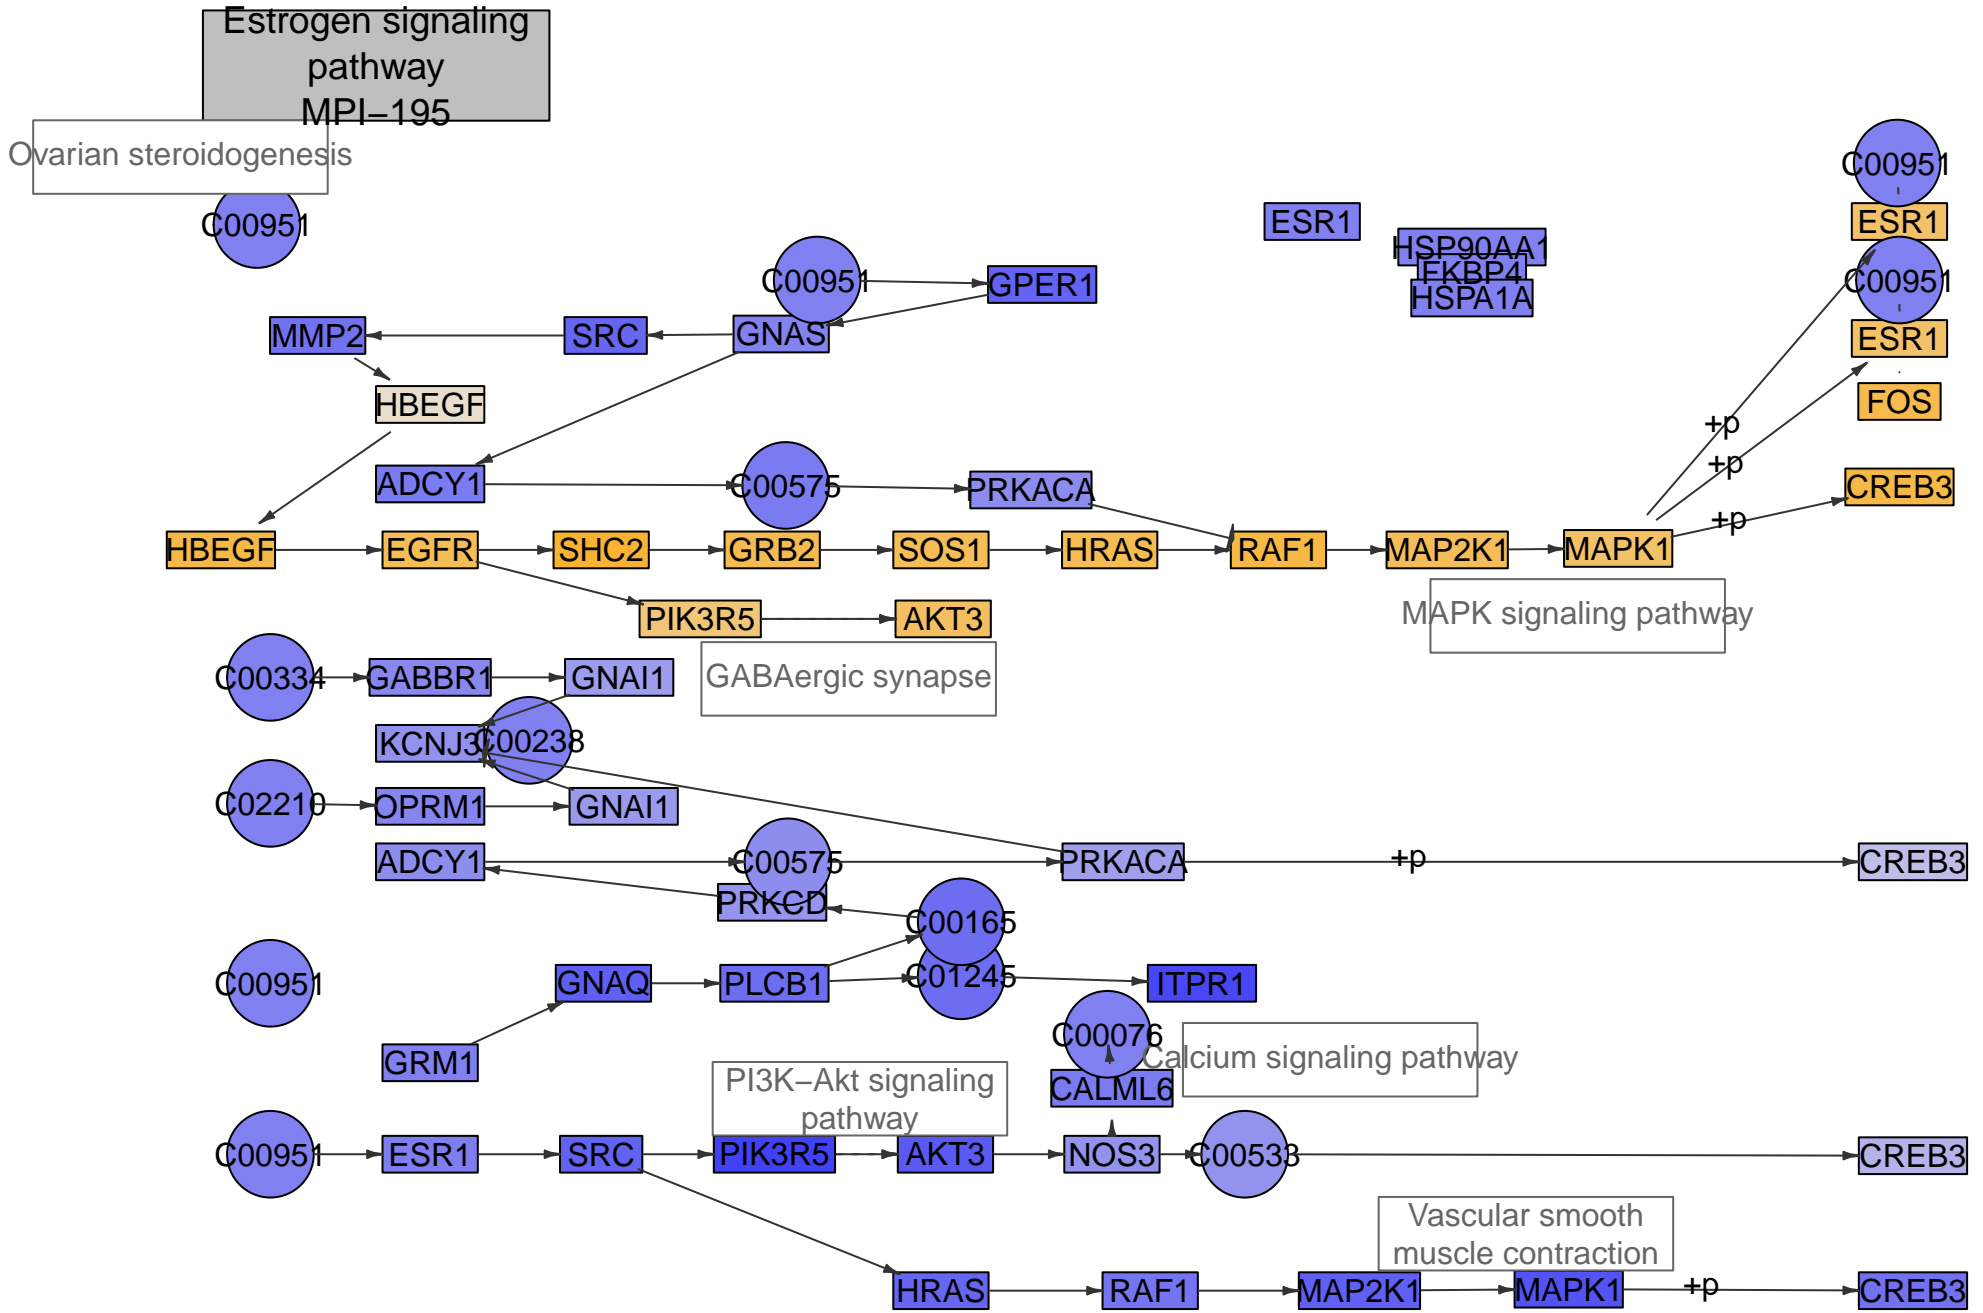 Estrogen signaling
pathway
MPI−195
Ovarian steroidogenesis
C00951
C00951
ESR1
ESR1
C00951
HSP90AA1
FKBP4
HSPA1A
C00951
GPER1
C00951
MMP2
SRC
GNAS
ESR1
HBEGF
FOS
+p
+p
ADCY1
C00575
PRKACA
CREB3
+p
HBEGF
EGFR
SHC2
GRB2
SOS1
HRAS
RAF1
MAP2K1
MAPK1
PIK3R5
AKT3
MAPK signaling pathway
C00334
GABBR1
GNAI1
GABAergic synapse
KCNJ3
C00238
C02210
OPRM1
GNAI1
ADCY1
C00575
PRKACA
+p
CREB3
PRKCD
C00165
C00951
GNAQ
PLCB1
C01245
ITPR1
C00076
GRM1
Calcium signaling pathway
PI3K−Akt signaling
pathway
CALML6
C00951
ESR1
SRC
PIK3R5
AKT3
NOS3
C00533
CREB3
Vascular smooth
muscle contraction
HRAS
RAF1
MAP2K1
MAPK1
+p
CREB3